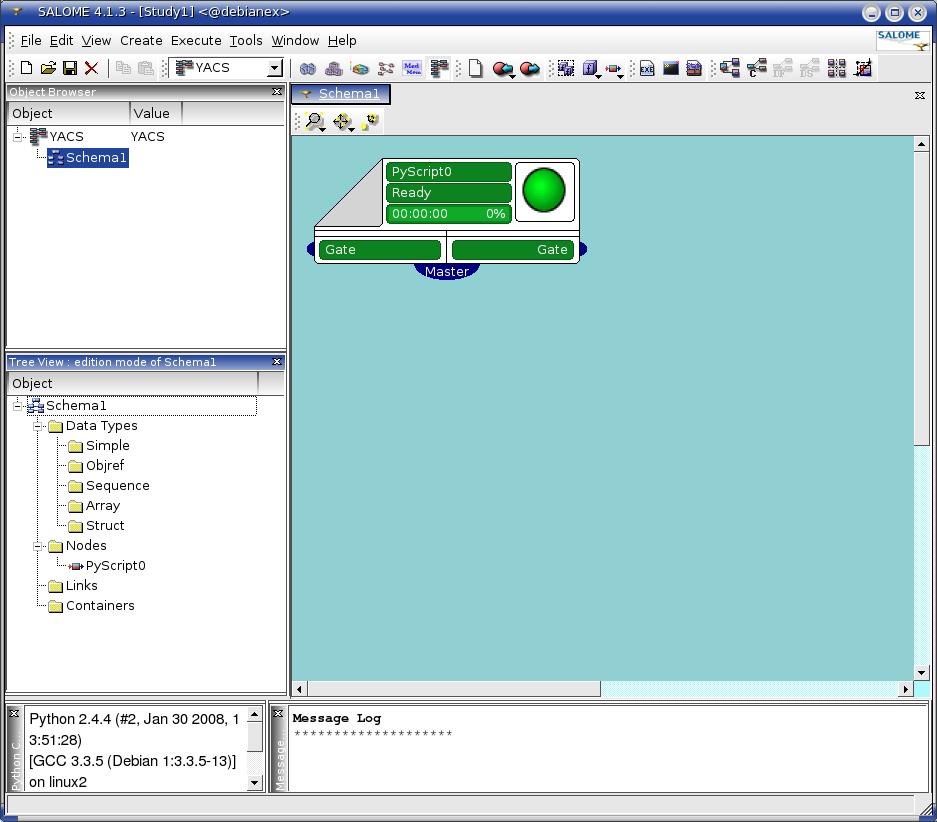 SALOME 4.1.3 - [Study1] <@debianex>
File Edit View Create Execute Tools Window Help
SALOME
YACS
Object Browser
Object Value
YACS YACS
Schema1
Tree View : edition mode of Schema1
Object
Schema1
Data Types
Simple
Objref
Sequence
Array
Struct
Nodes
PyScript0
Links
Containers
Schema1
PyScript0
Ready
00:00:00 0%
Gate Gate
Master
Python C...
Python 2.4.4 (#2, Jan 30 2008, 1
3:51:28)
[GCC 3.3.5 (Debian 1:3.3.5-13)]
on linux2
Message...
Message Log
********************